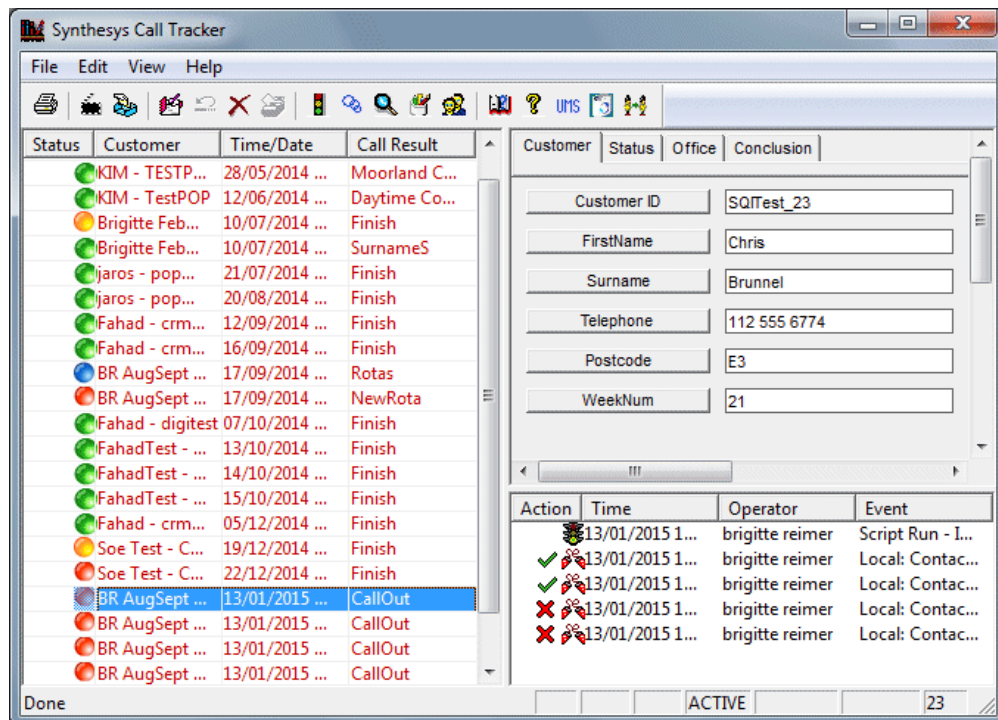 Synthesys Call Tracker
File Edit View Help
UMS
Status Customer Time/Date Call Result
KIM - TESTP... 28/05/2014 ... Moorland C...
KIM - TestPOP 12/06/2014 ... Daytime Co...
Brigitte Feb... 10/07/2014 ... Finish
Brigitte Feb... 10/07/2014 ... SurnameS
jaros - pop... 21/07/2014 ... Finish
jaros - pop... 20/08/2014 ... Finish
Fahad - crm... 12/09/2014 ... Finish
Fahad - crm... 16/09/2014 ... Finish
BR AugSept ... 17/09/2014 ... Rotas
BR AugSept ... 17/09/2014 ... NewRota
Fahad - digitest 07/10/2014 ... Finish
FahadTest - ... 13/10/2014 ... Finish
FahadTest - ... 14/10/2014 ... Finish
FahadTest - ... 15/10/2014 ... Finish
Fahad - crm... 05/12/2014 ... Finish
Soe Test - C... 19/12/2014 ... Finish
Soe Test - C... 22/12/2014 ... Finish
BR AugSept ... 13/01/2015 ... CallOut
BR AugSept ... 13/01/2015 ... CallOut
BR AugSept ... 13/01/2015 ... CallOut
BR AugSept ... 13/01/2015 ... CallOut
Customer Status Office Conclusion
Customer ID SQlTest_23
FirstName Chris
Surname Brunnel
Telephone 112 555 6774
Postcode E3
WeekNum 21
Action Time Operator Event
13/01/2015 1... brigitte reimer Script Run - I...
13/01/2015 1... brigitte reimer Local: Contac...
13/01/2015 1... brigitte reimer Local: Contac...
13/01/2015 1... brigitte reimer Local: Contac...
13/01/2015 1... brigitte reimer Local: Contac...
Done ACTIVE 23